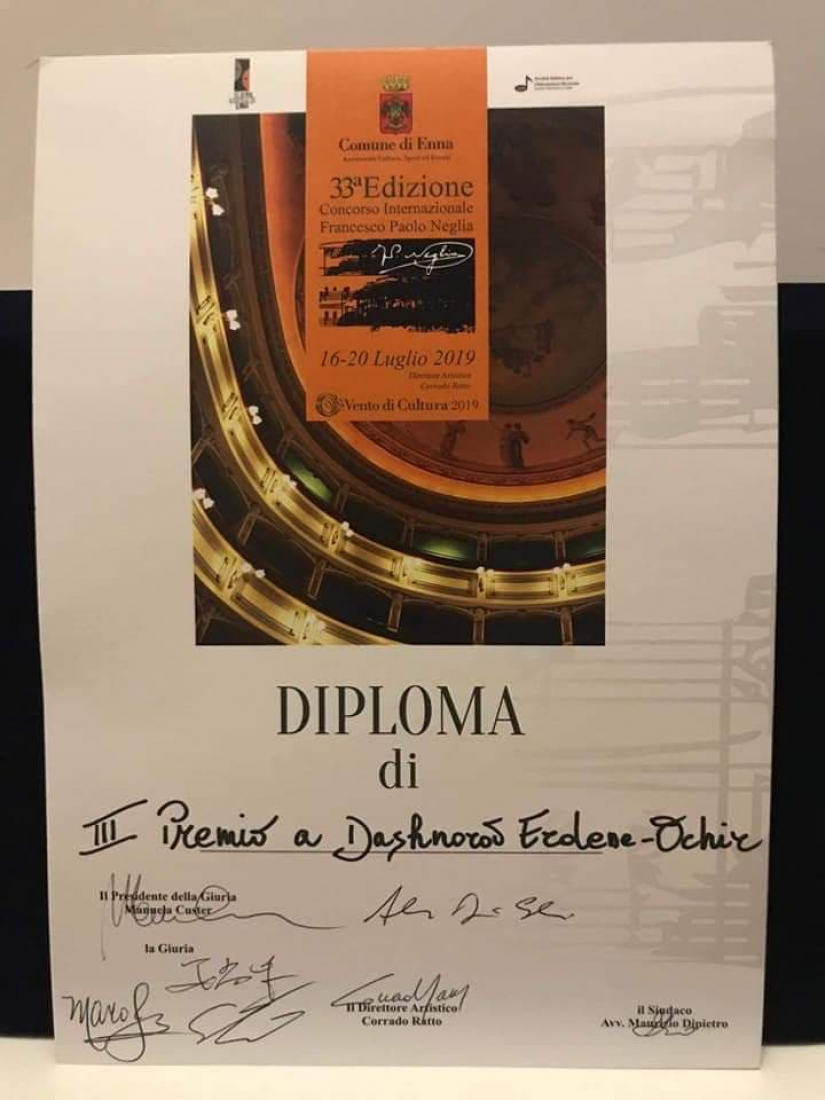 Comune di Enna
33ª Edizione
Concorso Internazionale
Francesco Paolo Neglia
16-20 Luglio 2019
Direttore Artistico
Corrado Ratto
Vento di Cultura 2019
DIPLOMA
di
III Premio a Dashnoroo Erdene-Ochir
Il Presidente della Giuria
Manuela Custer
la Giuria
Il Direttore Artistico
Corrado Ratto
il Sindaco
Avv. Maurizio Dipietro